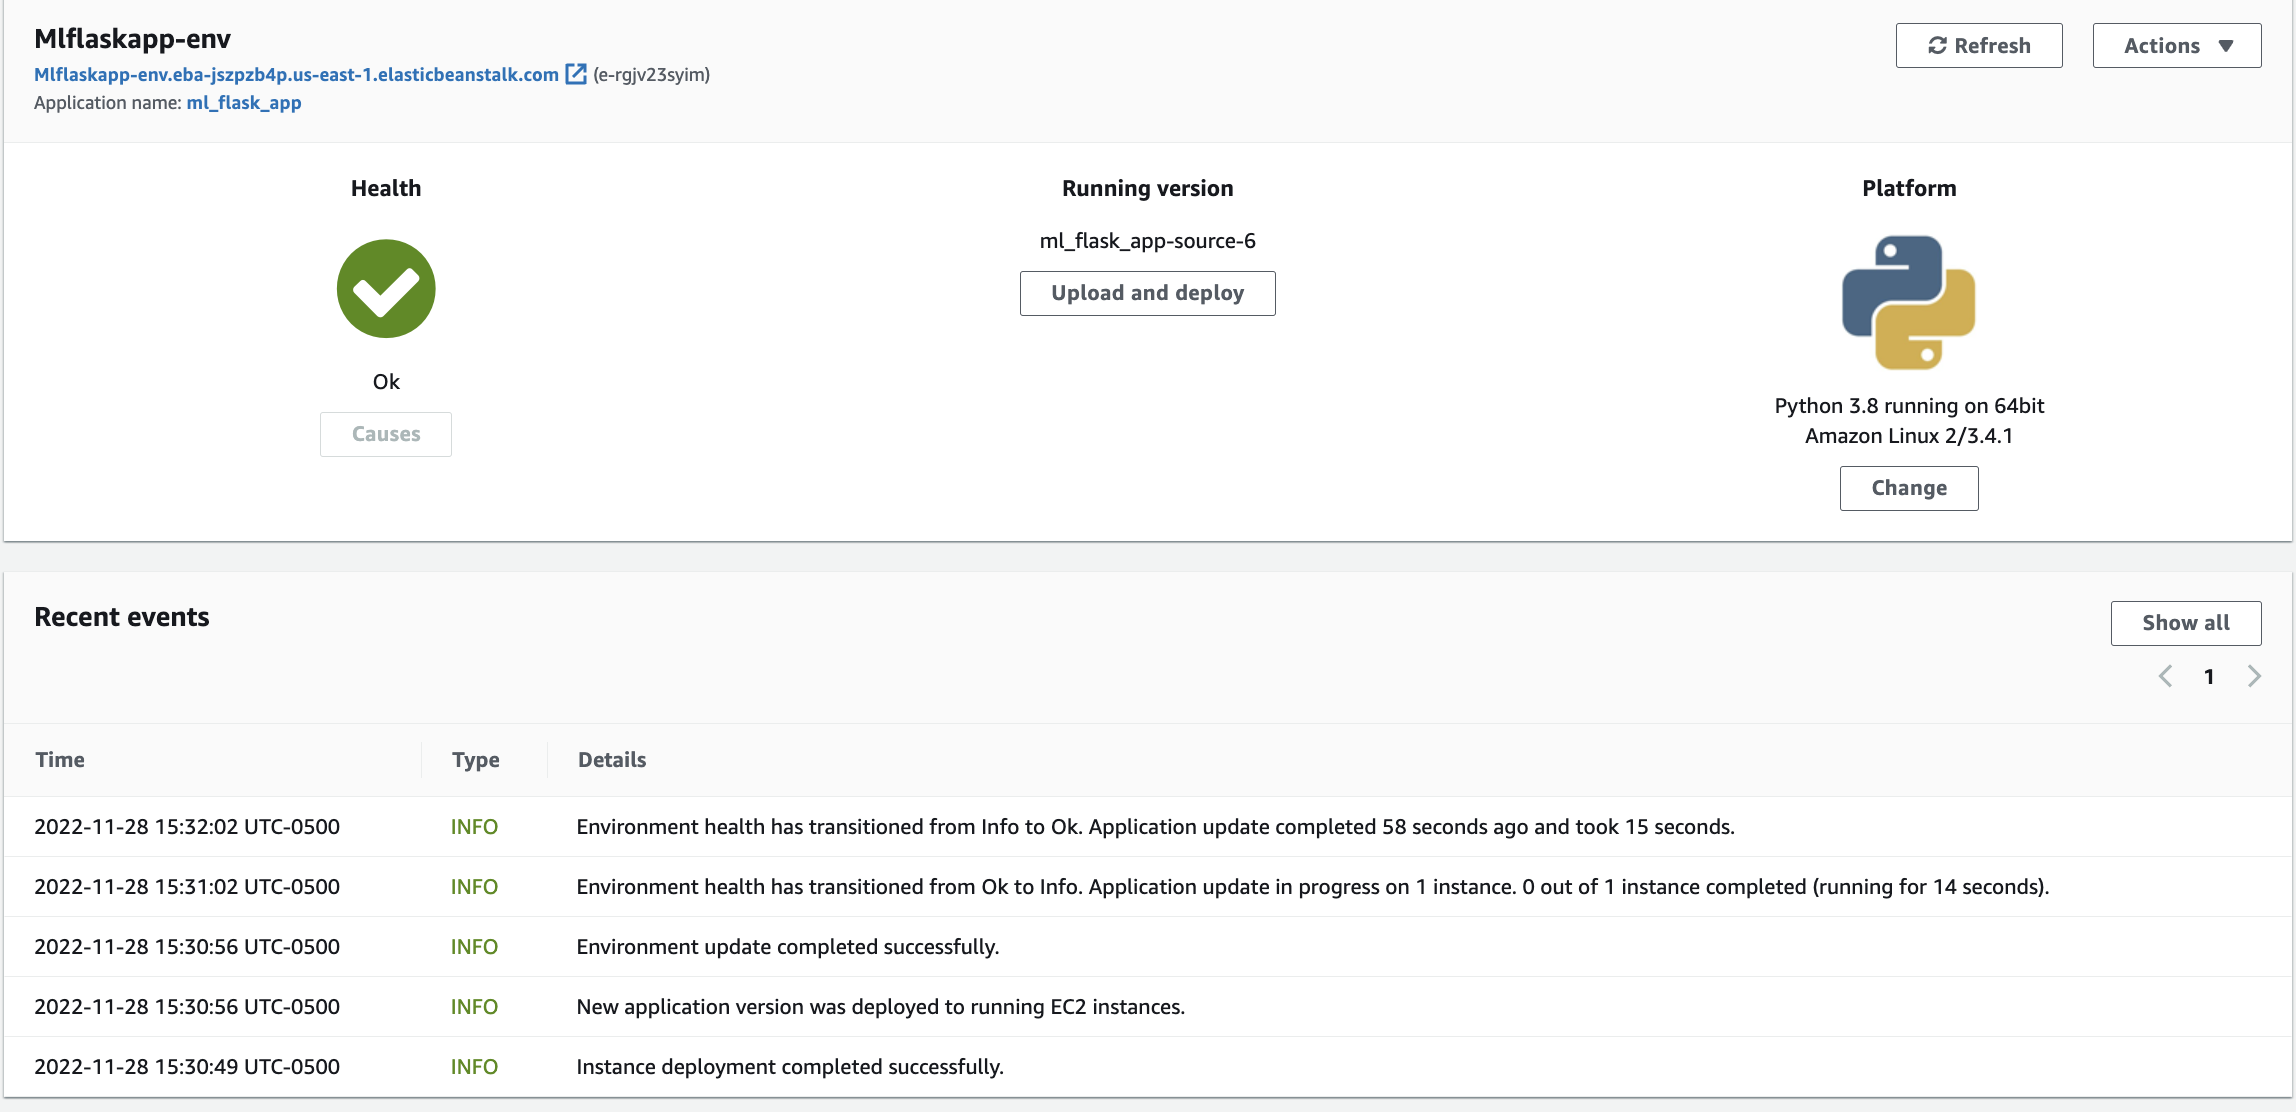 Mlflaskapp-env
Refresh
Actions
Mlflaskapp-env.eba-jszpzb4p.us-east-1.elasticbeanstalk.com (e-rgjv23syim)
Application name: ml_flask_app
Health
Ok
Causes
Running version
ml_flask_app-source-6
Upload and deploy
Platform
Python 3.8 running on 64bit
Amazon Linux 2/3.4.1
Change
Recent events
Show all
1
Time Type Details
2022-11-28 15:32:02 UTC-0500 INFO Environment health has transitioned from Info to Ok. Application update completed 58 seconds ago and took 15 seconds.
2022-11-28 15:31:02 UTC-0500 INFO Environment health has transitioned from Ok to Info. Application update in progress on 1 instance. 0 out of 1 instance completed (running for 14 seconds).
2022-11-28 15:30:56 UTC-0500 INFO Environment update completed successfully.
2022-11-28 15:30:56 UTC-0500 INFO New application version was deployed to running EC2 instances.
2022-11-28 15:30:49 UTC-0500 INFO Instance deployment completed successfully.